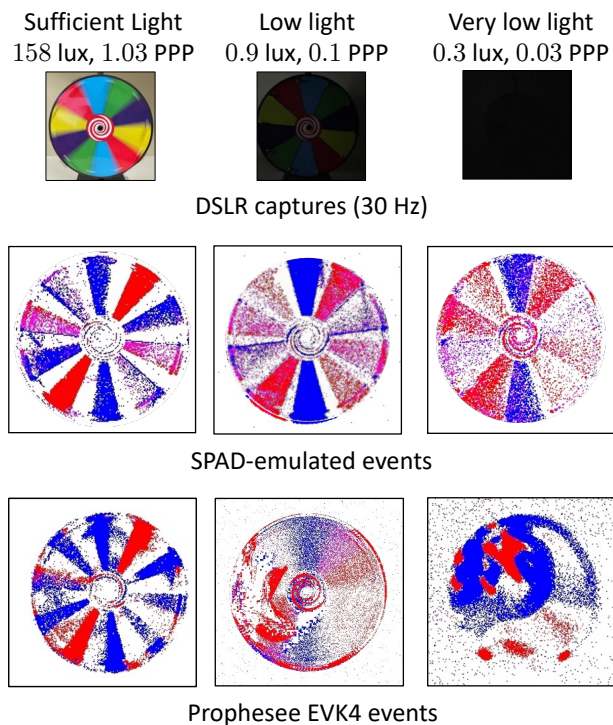 Sufficient Light
158 lux, 1.03 PPP
Low light
0.9 lux, 0.1 PPP
Very low light
0.3 lux, 0.03 PPP
DSLR captures (30 Hz)
SPAD-emulated events
Prophesee EVK4 events